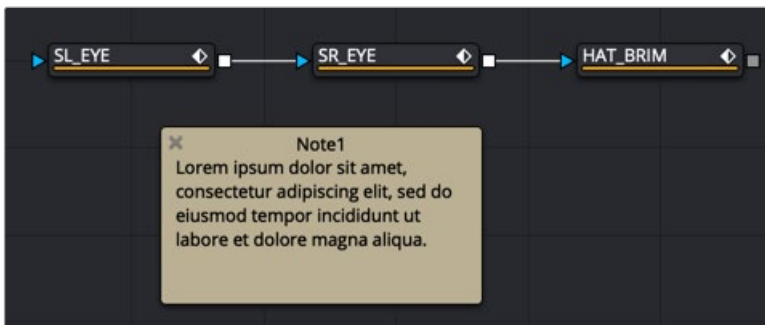 SL_EYE
SR_EYE
HAT_BRIM
Note1
Lorem ipsum dolor sit amet,
consectetur adipiscing elit, sed do
eiusmod tempor incididunt ut
labore et dolore magna aliqua.